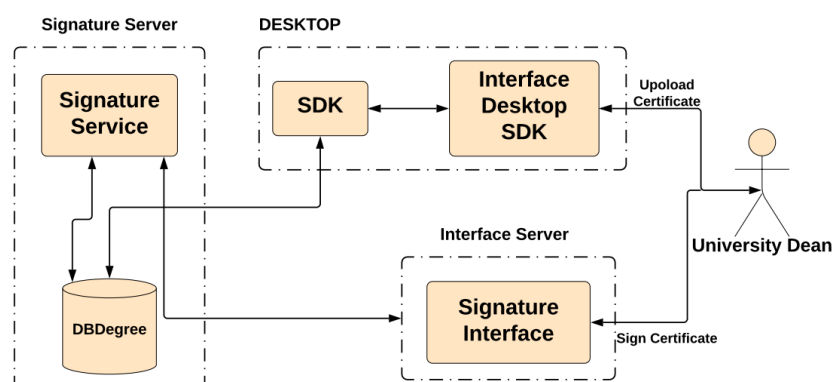 Signature Server
DESKTOP
Signature
Service
SDK
Interface
Desktop
SDK
Upoload
Certificate
University Dean
Interface Server
Signature
Interface
Sign Certificate
DBDegree